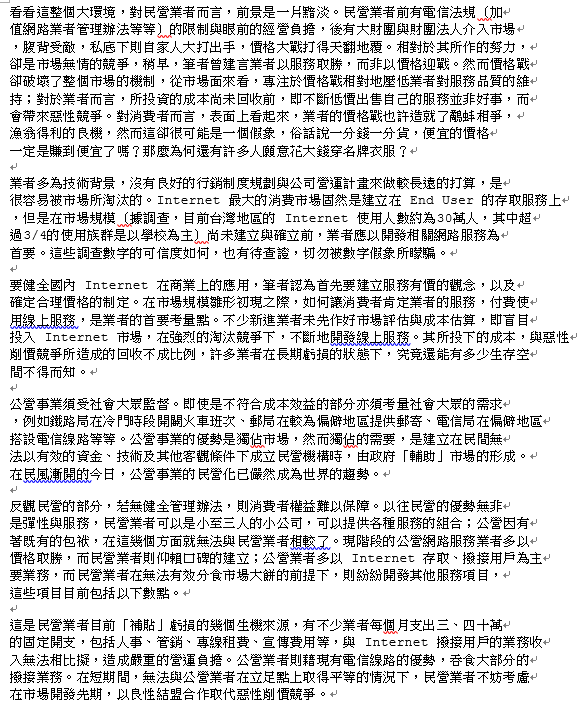 看看這整個大環境，對民營業者而言，前景是一片黯淡。民營業者前有電信法規〔加
值網路業者管理辦法等等〕的限制與眼前的經營負擔，後有大財團與財團法人介入市場
，腹背受敵，私底下則自家人大打出手，價格大戰打得天翻地覆。相對於其所作的努力，
卻是市場無情的競爭，稍早，筆者曾建言業者以服務取勝，而非以價格迎戰。然而價格戰
卻破壞了整個市場的機制，從市場面來看，專注於價格戰相對地壓低業者對服務品質的維
持；對於業者而言，所投資的成本尚未回收前，即不斷低價出售自己的服務並非好事，而
會帶來惡性競爭。對消費者而言，表面上看起來，業者的價格戰也許造就了鷸蚌相爭，
漁翁得利的良機，然而這卻很可能是一個假象，俗話說一分錢一分貨，便宜的價格
一定是賺到便宜了嗎？那麼為何還有許多人願意花大錢穿名牌衣服？
業者多為技術背景，沒有良好的行銷制度規劃與公司營運計畫來做較長遠的打算，是
很容易被市場所淘汰的。Internet 最大的消費市場固然是建立在 End User 的存取服務上
，但是在市場規模〔據調查，目前台灣地區的 Internet 使用人數約為30萬人，其中超
過3/4的使用族群是以學校為主〕尚未建立與確立前，業者應以開發相關網路服務為
首要。這些調查數字的可信度如何，也有待查證，切勿被數字假象所矇騙。
要健全國內 Internet 在商業上的應用，筆者認為首先要建立服務有價的觀念，以及
確定合理價格的制定。在市場規模雛形初現之際，如何讓消費者肯定業者的服務，付費使
用線上服務，是業者的首要考量點。不少新進業者未先作好市場評估與成本估算，即盲目
投入 Internet 市場，在強烈的淘汰競爭下，不斷地開發線上服務。其所投下的成本，與惡性
削價競爭所造成的回收不成比例，許多業者在長期虧損的狀態下，究竟還能有多少生存空
間不得而知。
公營事業須受社會大眾監督。即使是不符合成本效益的部分亦須考量社會大眾的需求
，例如鐵路局在冷門時段開闢火車班次、郵局在較為偏僻地區提供郵寄、電信局在偏僻地區
搭設電信線路等等。公營事業的優勢是獨佔市場，然而獨佔的需要，是建立在民間無
法以有效的資金、技術及其他客觀條件下成立民營機構時，由政府「輔助」市場的形成。
在民風漸開的今日，公營事業的民營化已儼然成為世界的趨勢。
反觀民營的部分，若無健全管理辦法，則消費者權益難以保障。以往民營的優勢無非
是彈性與服務，民營業者可以是小至三人的小公司，可以提供各種服務的組合；公營因有
著既有的包袱，在這幾個方面就無法與民營業者相較了。現階段的公營網路服務業者多以
價格取勝，而民營業者則仰賴口碑的建立；公營業者多以 Internet 存取、撥接用戶為主
要業務，而民營業者在無法有效分食市場大餅的前提下，則紛紛開發其他服務項目，
這些項目目前包括以下數點。
這是民營業者目前「補貼」虧損的幾個生機來源，有不少業者每個月支出三、四十萬
的固定開支，包括人事、管銷、專線租費、宣傳費用等，與 Internet 撥接用戶的業務收
入無法相比擬，造成嚴重的營運負擔。公營業者則藉現有電信線路的優勢，吞食大部分的
撥接業務。在短期間，無法與公營業者在立足點上取得平等的情況下，民營業者不妨考慮
在市場開發先期，以良性結盟合作取代惡性削價競爭。